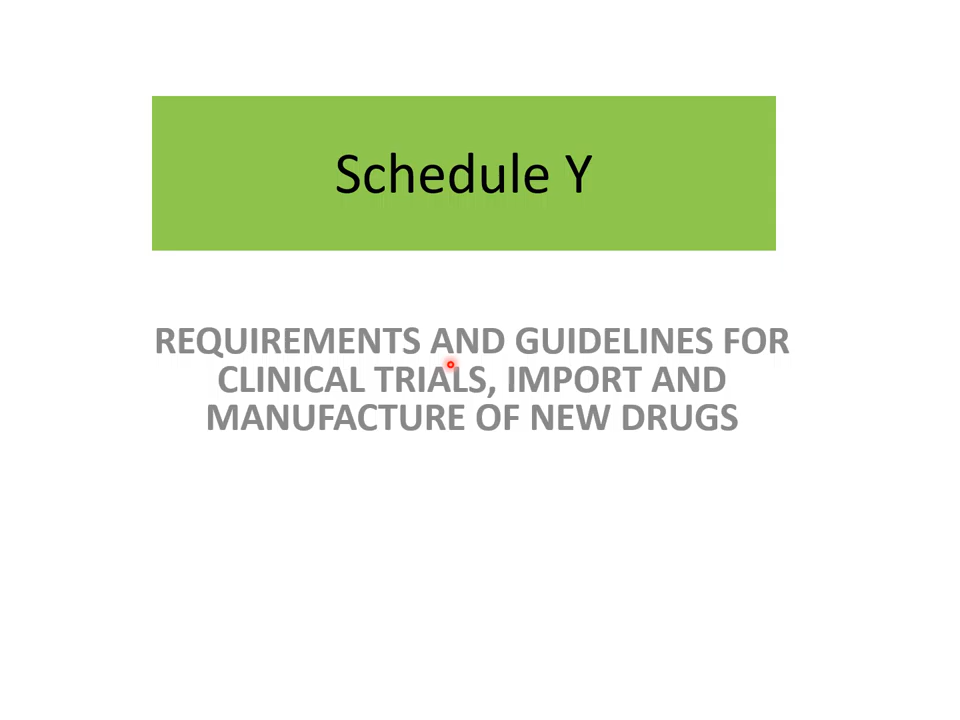 Schedule Y
REQUIREMENTS AND GUIDELINES FOR
CLINICAL TRIALS, IMPORT AND
MANUFACTURE OF NEW DRUGS